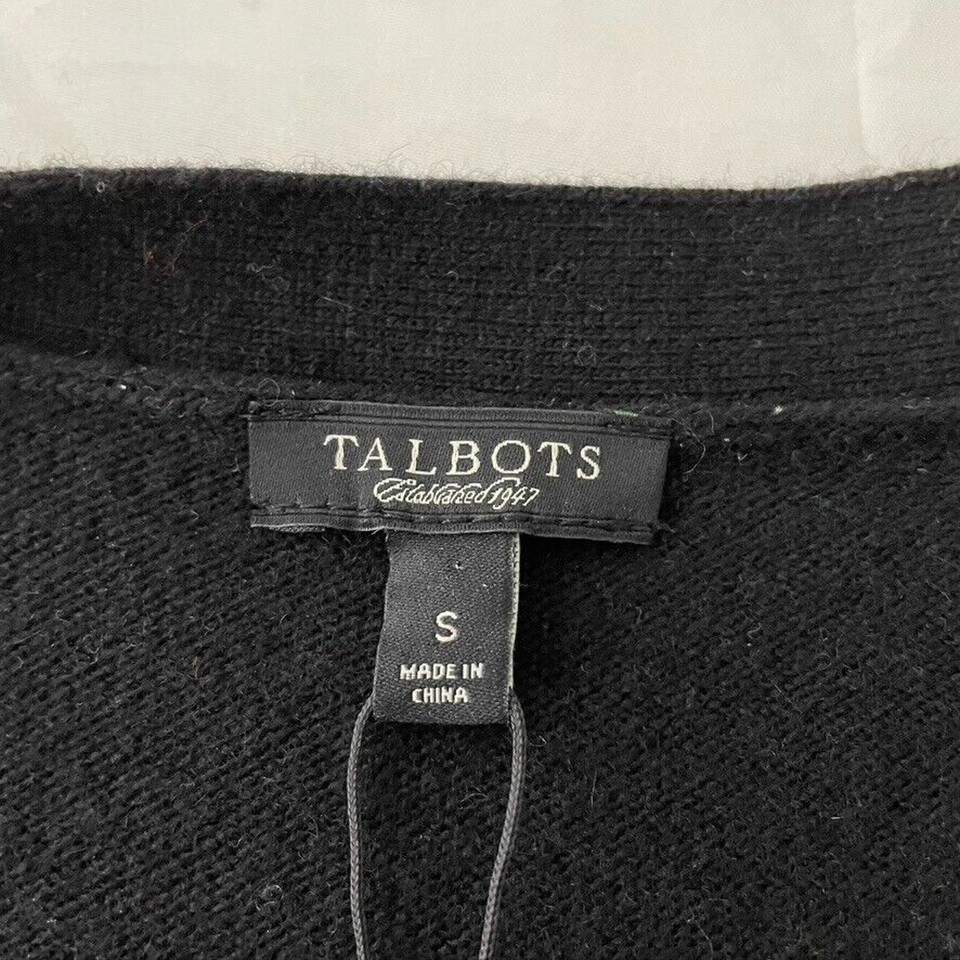 TALBOTS
Established 1947
S
MADE IN
CHINA